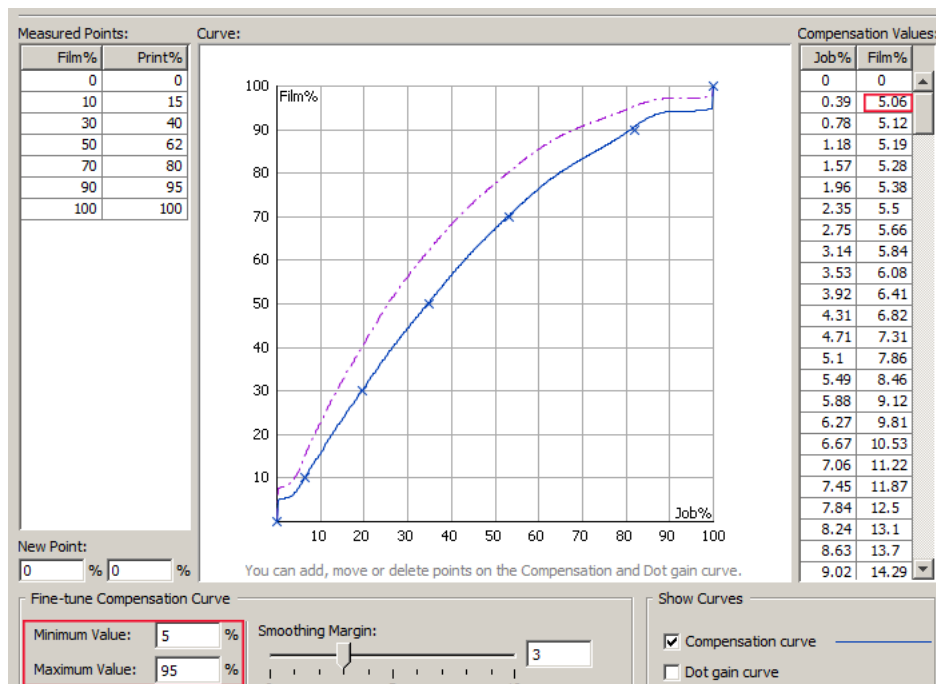 Measured Points: Curve: Compensation Values:
Film% Print%
0 0
10 15
30 40
50 62
70 80
90 95
100 100
100 Film%
90
80
70
60
50
40
30
20
10
Job%
10 20 30 40 50 60 70 80 90 100
You can add, move or delete points on the Compensation and Dot gain curve.
Job% Film%
0 0
0.39 5.06
0.78 5.12
1.18 5.19
1.57 5.28
1.96 5.38
2.35 5.5
2.75 5.66
3.14 5.84
3.53 6.08
3.92 6.41
4.31 6.82
4.71 7.31
5.1 7.86
5.49 8.46
5.88 9.12
6.27 9.81
6.67 10.53
7.06 11.22
7.45 11.87
7.84 12.5
8.24 13.1
8.63 13.7
9.02 14.29
New Point:
0 % 0 %
Fine-tune Compensation Curve
Minimum Value: 5 %
Maximum Value: 95 %
Smoothing Margin:
3
Show Curves
Compensation curve
Dot gain curve